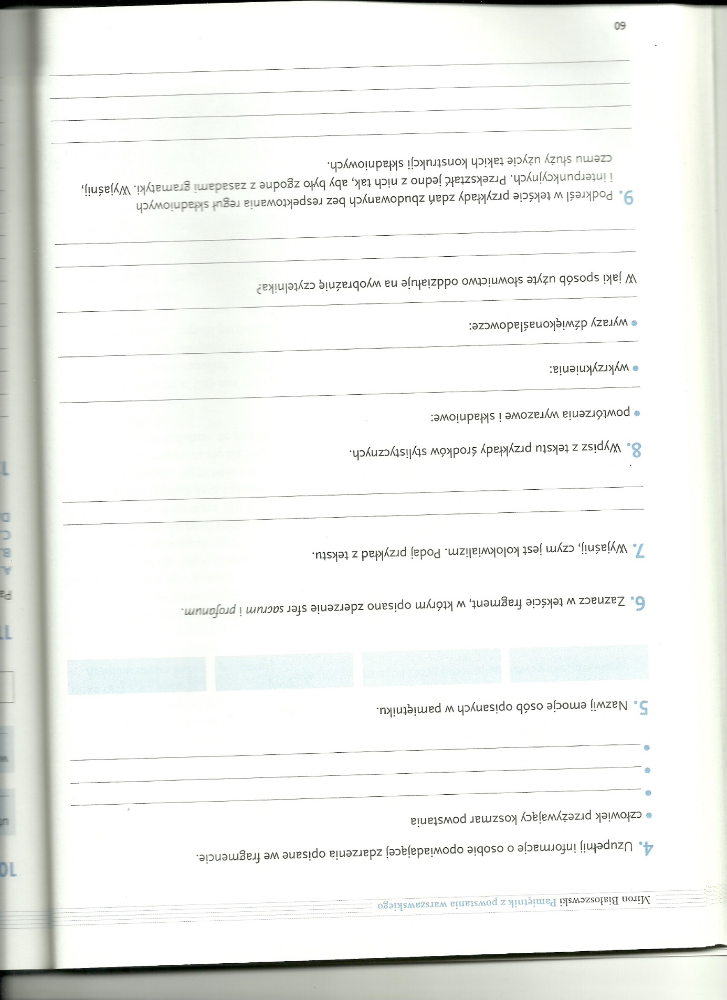 Miron Białoszewski Pamiętnik z powstania warszawskiego
4. Uzupełnij informacje o osobie opowiadającej zdarzenia opisane we fragmencie.
• człowiek przeżywający koszmar powstania
•
•
•
5. Nazwij emocje osób opisanych w pamiętniku.
6. Zaznacz w tekście fragment, w którym opisano zderzenie sfer sacrum i profanum.
7. Wyjaśnij, czym jest kolokwializm. Podaj przykład z tekstu.
8. Wypisz z tekstu przykłady środków stylistycznych.
• powtórzenia wyrazowe i składniowe:
• wykrzyknienia:
• wyrazy dźwiękonaśladowcze:
W jaki sposób użyte słownictwo oddziałuje na wyobraźnię czytelnika?
9. Podkreśl w tekście przykłady zdań zbudowanych bez respektowania reguł składniowych
i interpunkcyjnych. Przekształć jedno z nich tak, aby było zgodne z zasadami gramatyki. Wyjaśnij,
czemu służy użycie takich konstrukcji składniowych.
60
10
11
Pa
A.
B.
C.
D.